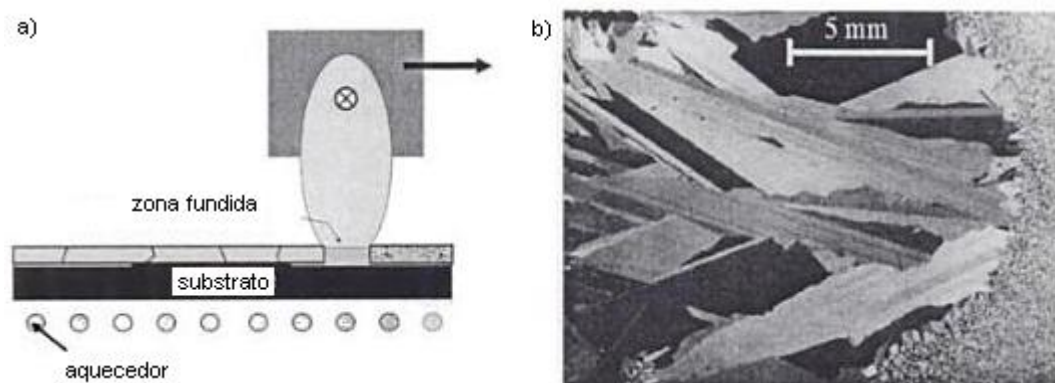 a)
zona fundida
substrato
aquecedor
b)
5 mm